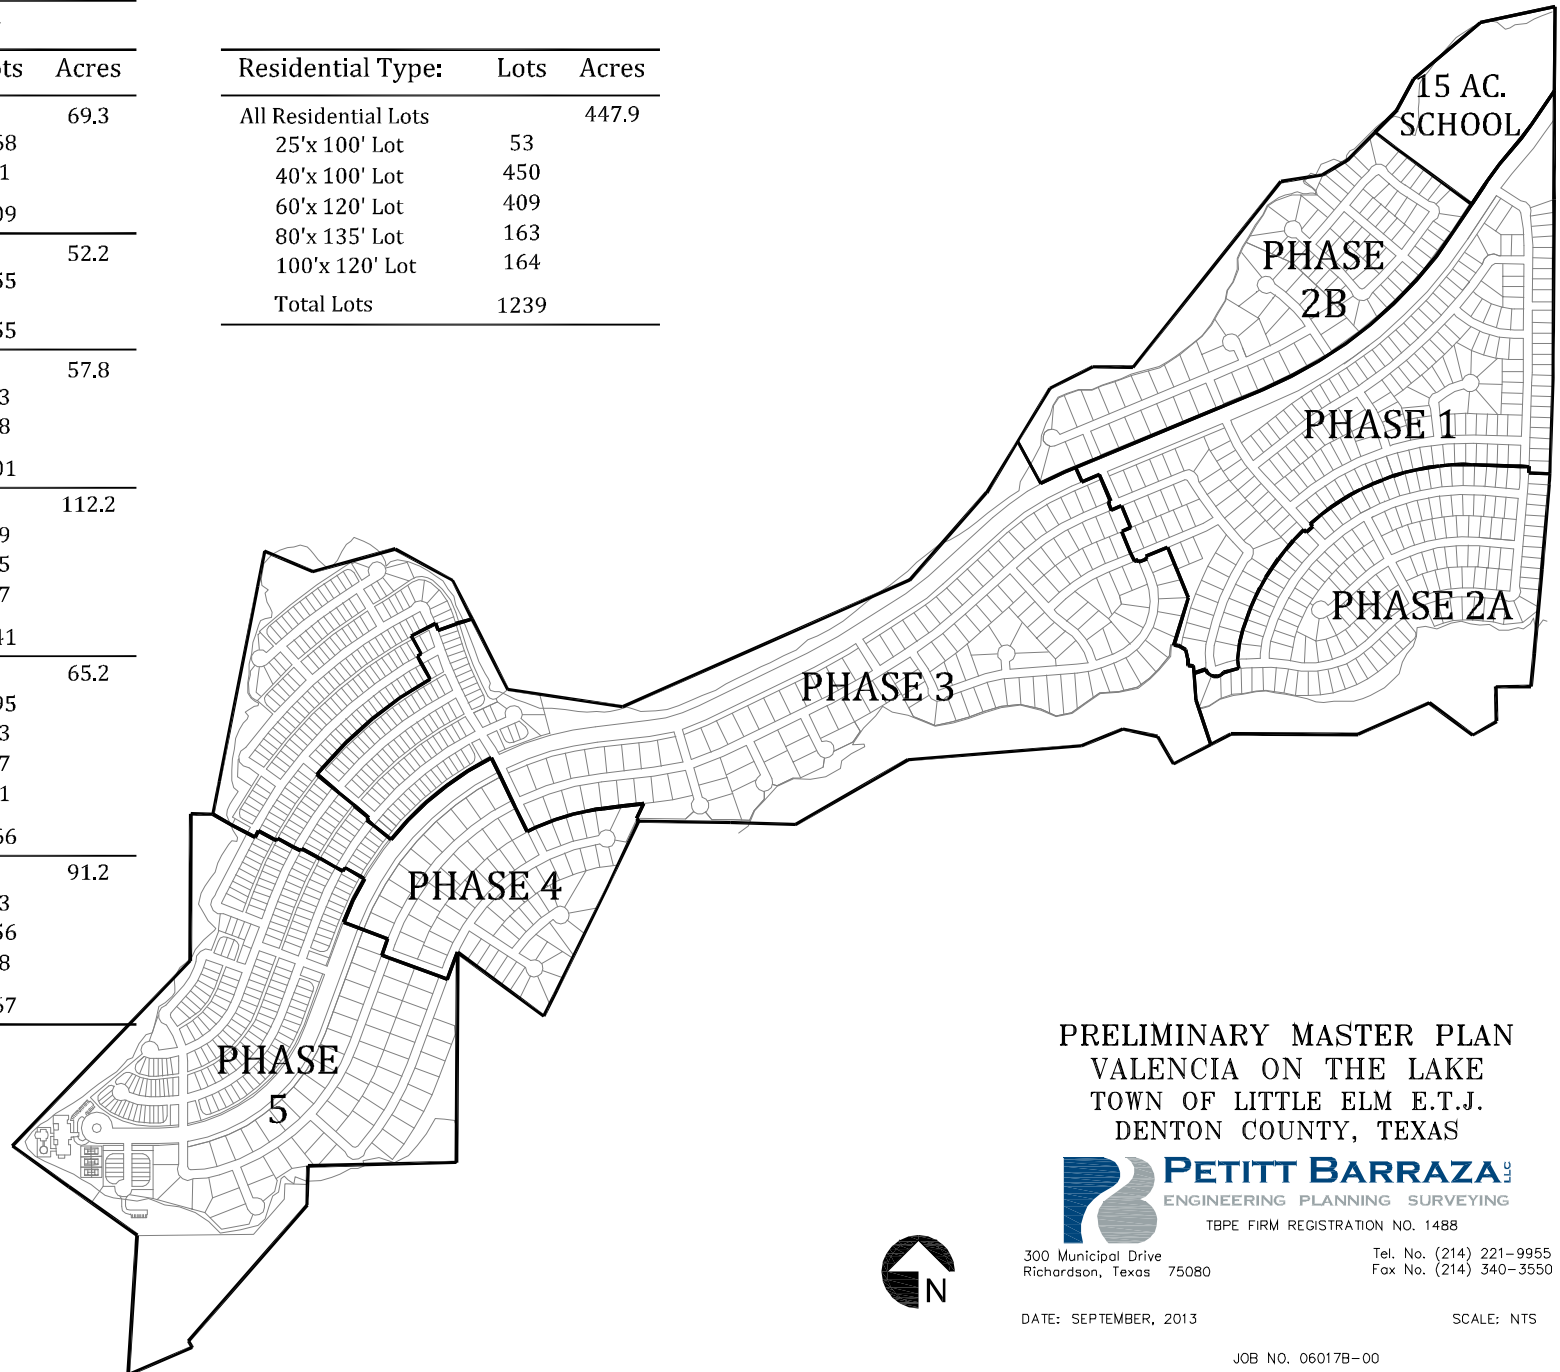 Acres
69.3
52.2
57.8
112.2
65.2
91.2
Residential Type: Lots Acres
All Residential Lots 447.9
25'x 100' Lot 53
40'x 100' Lot 450
60'x 120' Lot 409
80'x 135' Lot 163
100'x 120' Lot 164
Total Lots 1239
15 AC.
SCHOOL
PHASE
2B
PHASE 1
PHASE 2A
PHASE 3
PHASE 4
PHASE
5
PRELIMINARY MASTER PLAN
VALENCIA ON THE LAKE
TOWN OF LITTLE ELM E.T.J.
DENTON COUNTY, TEXAS
PETITT BARRAZA LLC
ENGINEERING PLANNING SURVEYING
TBPE FIRM REGISTRATION NO. 1488
300 Municipal Drive Tel. No. (214) 221-9955
Richardson, Texas 75080 Fax No. (214) 340-3550
N
DATE: SEPTEMBER, 2013 SCALE: NTS
JOB NO. 06017B-00